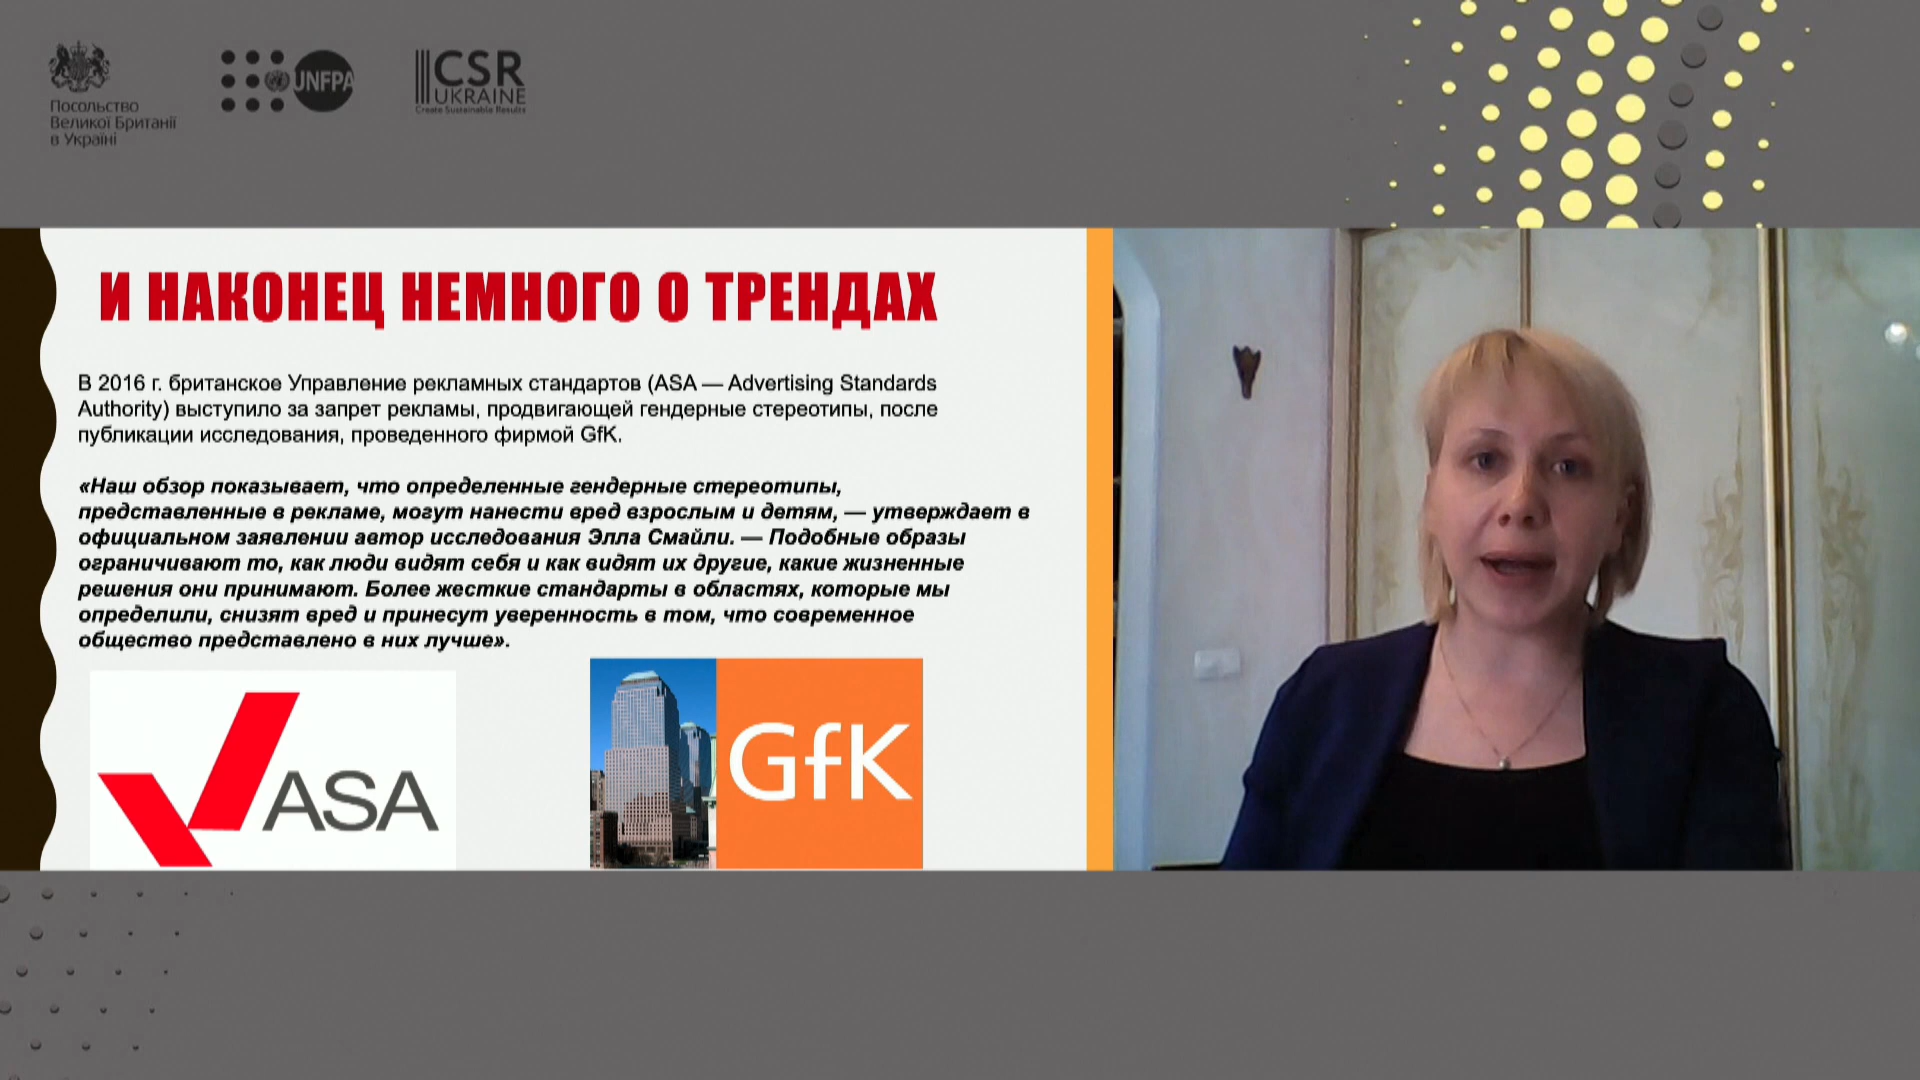 Посольство
Великої Британії
в Україні
UNFPA
CSR
UKRAINE
Create Sustainable Results
И НАКОНЕЦ НЕМНОГО О ТРЕНДАХ
В 2016 г. британское Управление рекламных стандартов (ASA — Advertising Standards
Authority) выступило за запрет рекламы, продвигающей гендерные стереотипы, после
публикации исследования, проведенного фирмой GfK.
«Наш обзор показывает, что определенные гендерные стереотипы,
представленные в рекламе, могут нанести вред взрослым и детям, — утверждает в
официальном заявлении автор исследования Элла Смайли. — Подобные образы
ограничивают то, как люди видят себя и как видят их другие, какие жизненные
решения они принимают. Более жесткие стандарты в областях, которые мы
определили, снизят вред и принесут уверенность в том, что современное
общество представлено в них лучше».
ASA
GfK